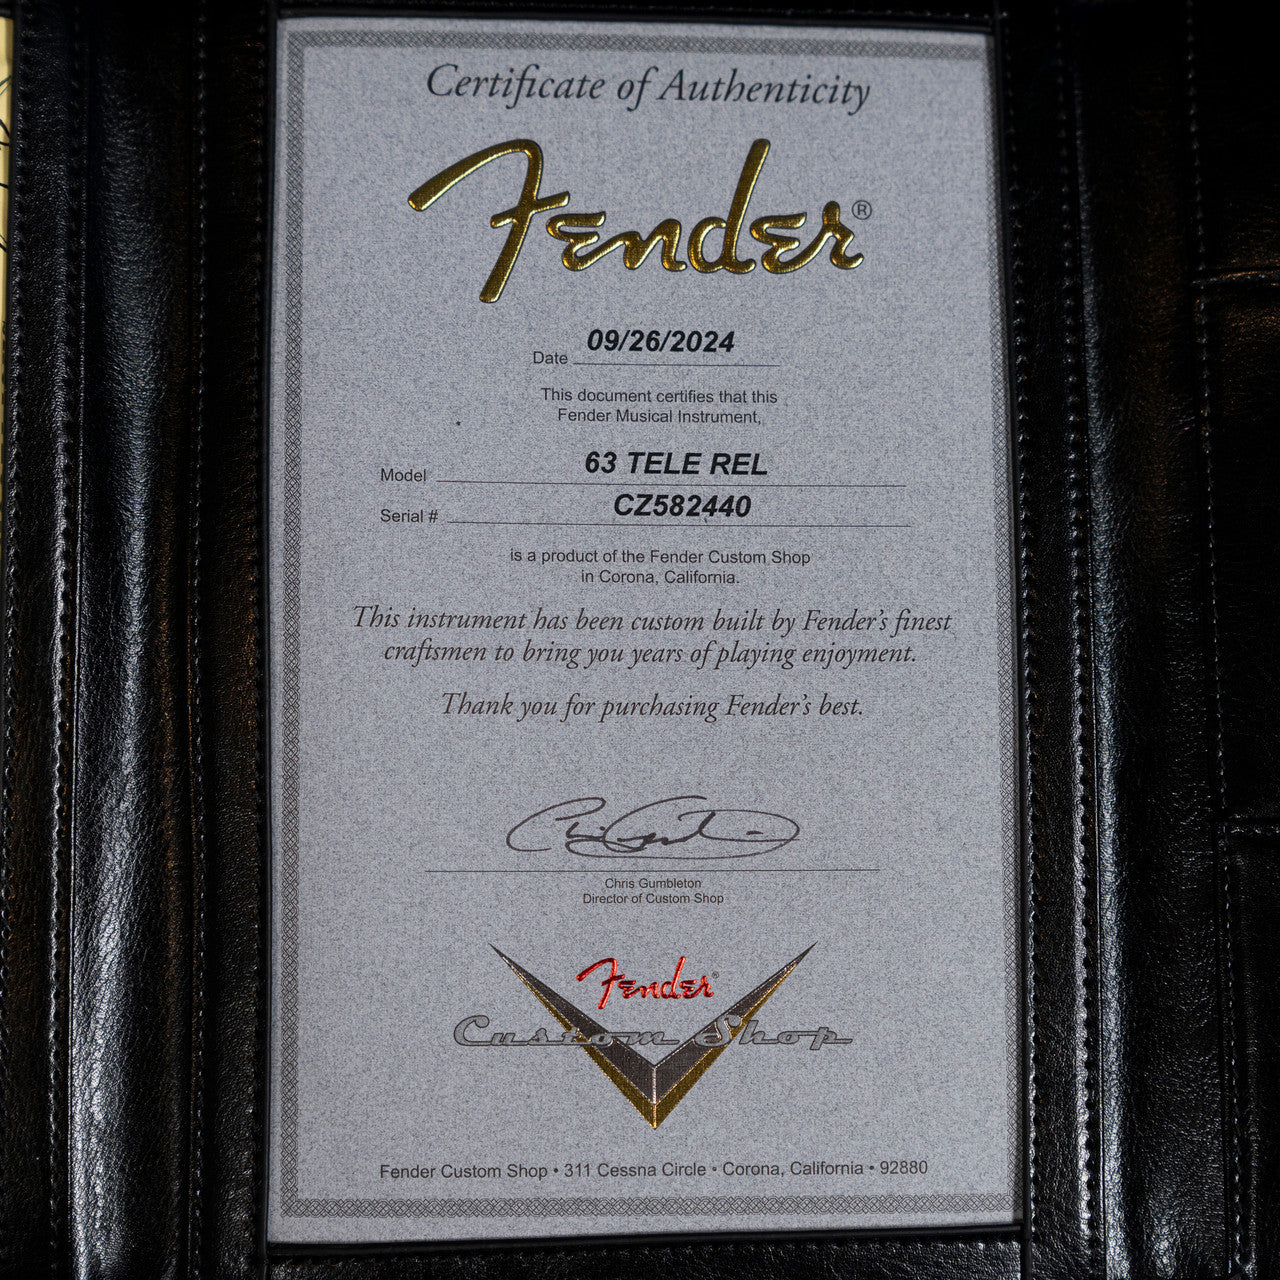 Certificate of Authenticity
Fender®
Date 09/26/2024
This document certifies that this
Fender Musical Instrument,
Model 63 TELE REL
Serial # CZ582440
is a product of the Fender Custom Shop
in Corona, California.
This instrument has been custom built by Fender's finest
craftsmen to bring you years of playing enjoyment.
Thank you for purchasing Fender's best.
Chris Gumbleton
Director of Custom Shop
Fender®
Custom Shop
Fender Custom Shop • 311 Cessna Circle • Corona, California • 92880